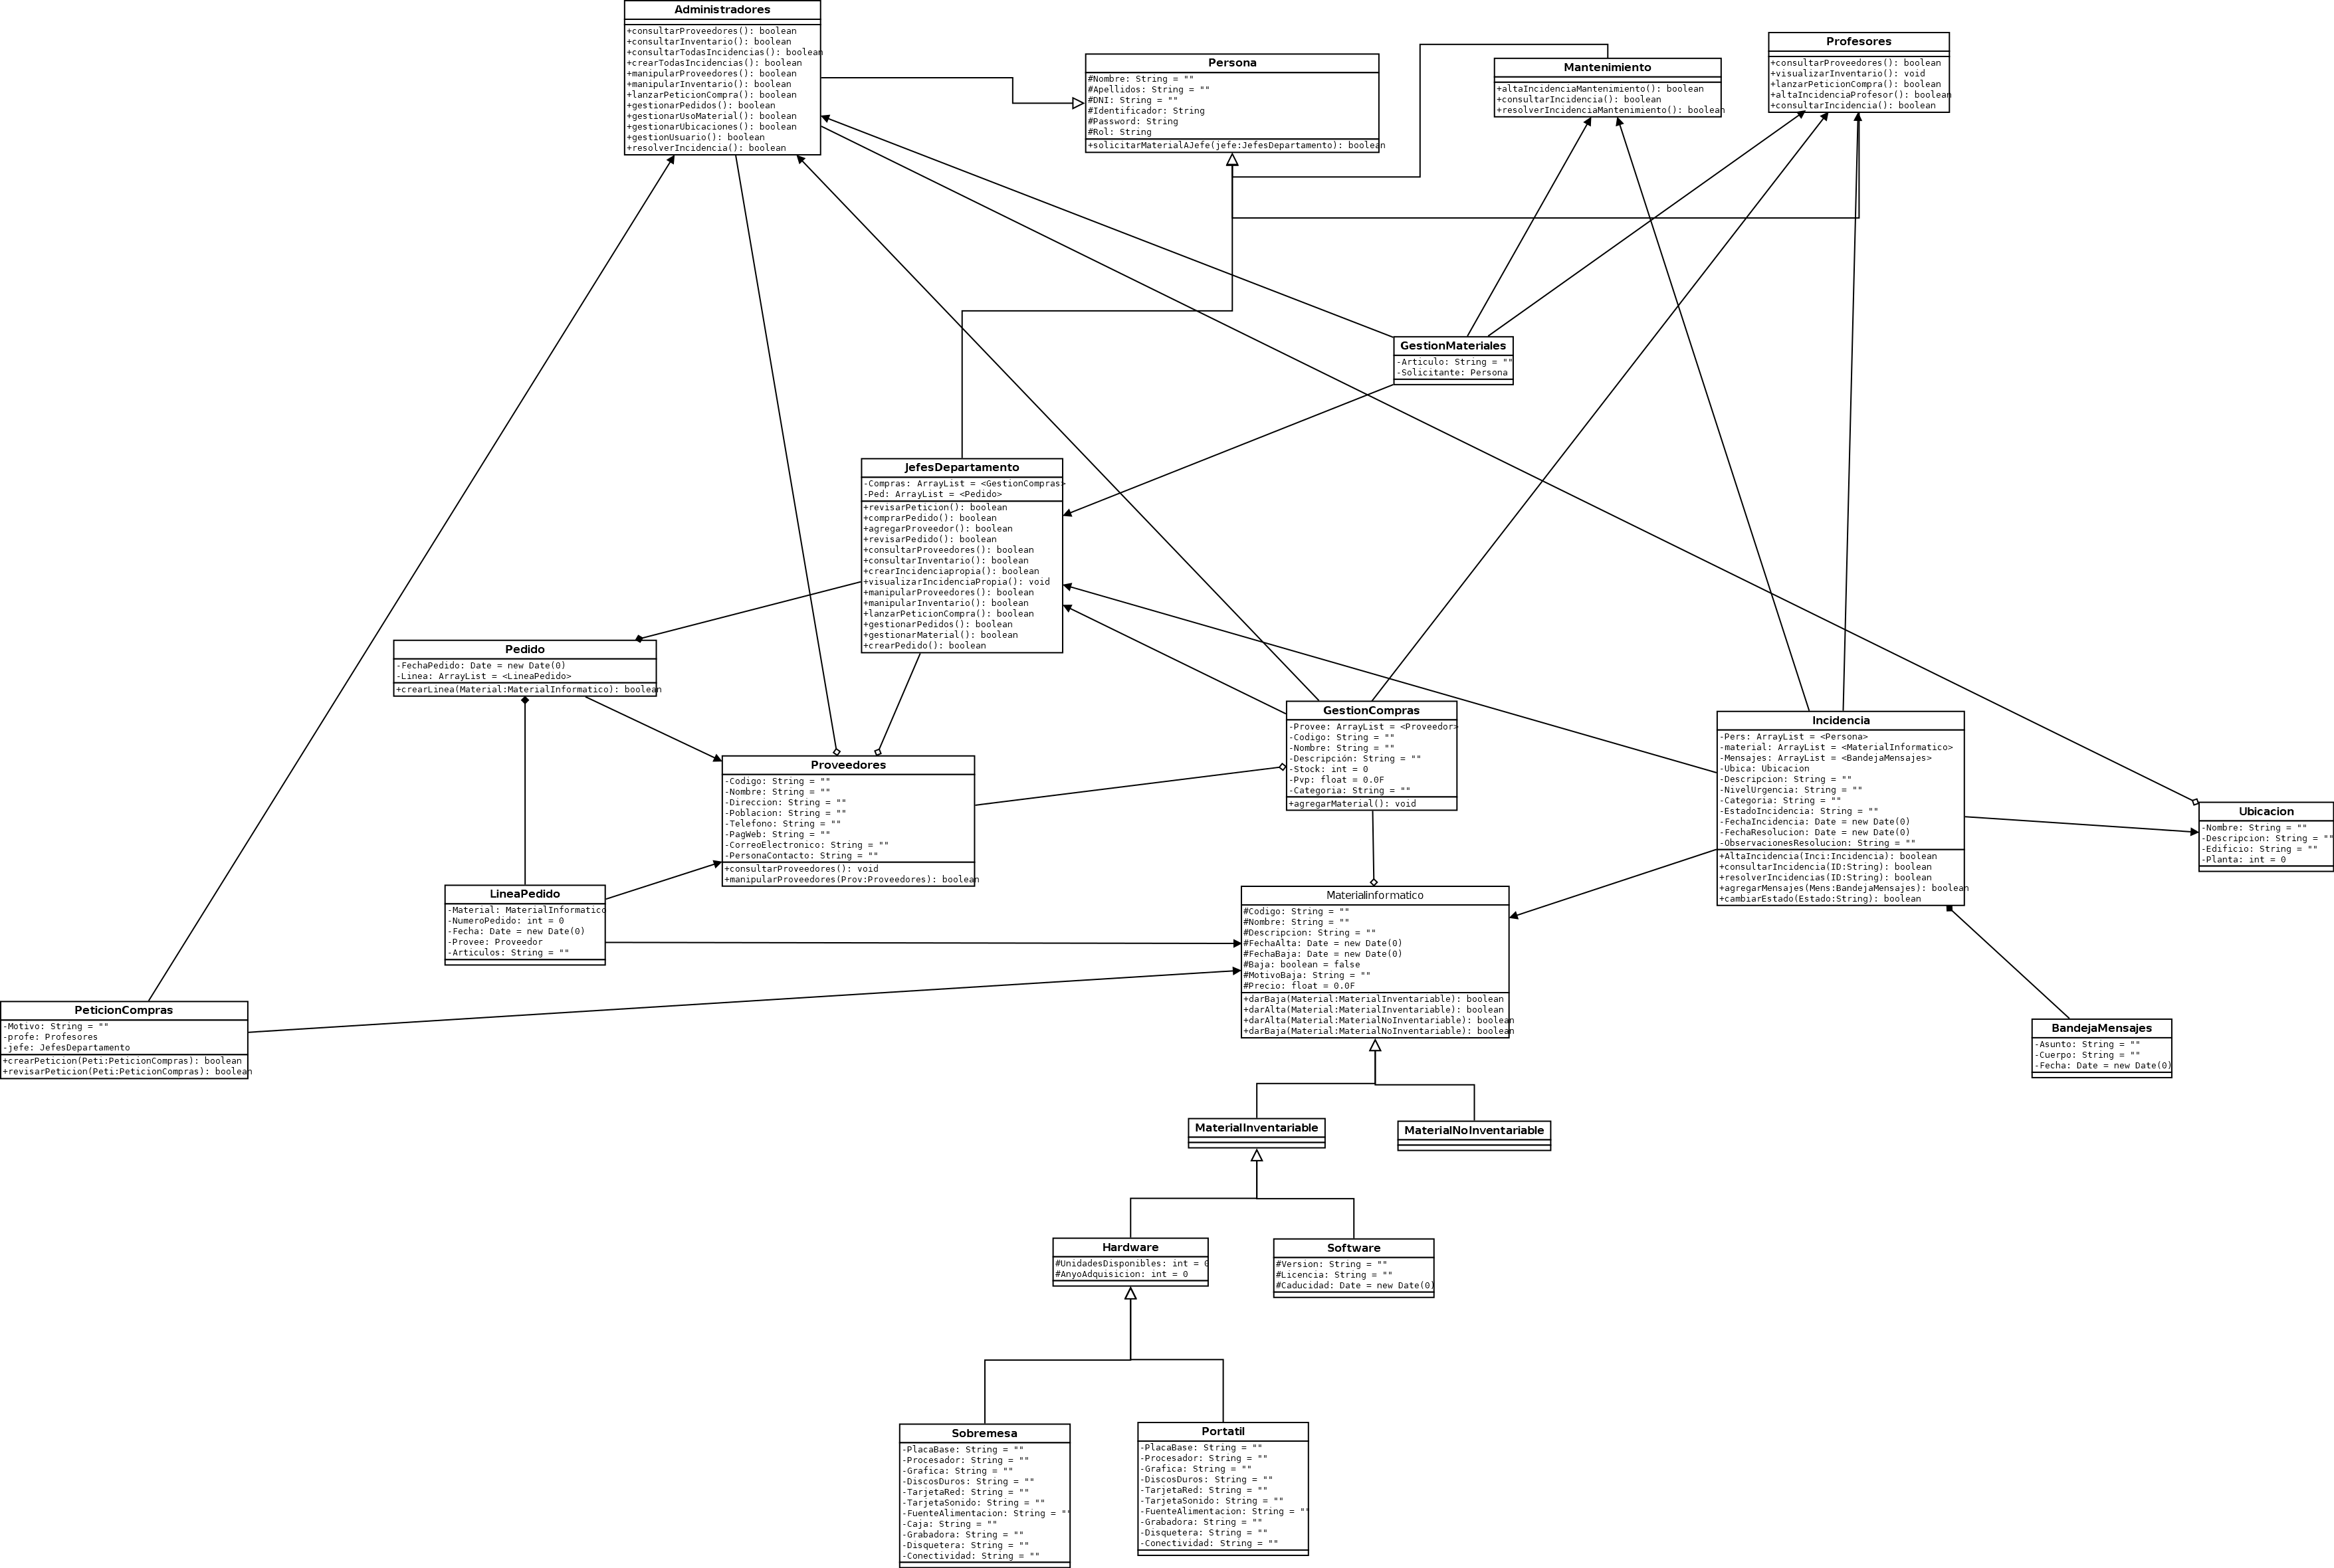 Administradores
+consultarProveedores(): boolean
+consultarInventario(): boolean
+consultarTodasIncidencias(): boolean
+crearTodasIncidencias(): boolean
+manipularProveedores(): boolean
+manipularInventario(): boolean
+lanzarPeticionCompra(): boolean
+gestionarPedidos(): boolean
+gestionarUsoMaterial(): boolean
+gestionarUbicaciones(): boolean
+gestionUsuario(): boolean
+resolverIncidencia(): boolean
Persona
#Nombre: String = ""
#Apellidos: String = ""
#DNI: String = ""
#Identificador: String
#Password: String
#Rol: String
+solicitarMaterialAJefe(jefe:JefesDepartamento): boolean
Mantenimiento
+altaIncidenciaMantenimiento(): boolean
+consultarIncidencia(): boolean
+resolverIncidenciaMantenimiento(): boolean
Profesores
+consultarProveedores(): boolean
+visualizarInventario(): void
+lanzarPeticionCompra(): boolean
+altaIncidenciaProfesor(): boolean
+consultarIncidencia(): boolean
GestionMateriales
-Articulo: String = ""
-Solicitante: Persona
JefesDepartamento
-Compras: ArrayList = <GestionCompras>
-Ped: ArrayList = <Pedido>
+revisarPeticion(): boolean
+comprarPedido(): boolean
+agregarProveedor(): boolean
+revisarPedido(): boolean
+consultarProveedores(): boolean
+consultarInventario(): boolean
+crearIncidenciapropia(): boolean
+visualizarIncidenciaPropia(): void
+manipularProveedores(): boolean
+manipularInventario(): boolean
+lanzarPeticionCompra(): boolean
+gestionarPedidos(): boolean
+gestionarMaterial(): boolean
+crearPedido(): boolean
Pedido
-FechaPedido: Date = new Date(0)
-Linea: ArrayList = <LineaPedido>
+crearLinea(Material:MaterialInformatico): boolean
Proveedores
-Codigo: String = ""
-Nombre: String = ""
-Direccion: String = ""
-Poblacion: String = ""
-Telefono: String = ""
-PagWeb: String = ""
-CorreoElectronico: String = ""
-PersonaContacto: String = ""
+consultarProveedores(): void
+manipularProveedores(Prov:Proveedores): boolean
GestionCompras
-Provee: ArrayList = <Proveedor>
-Codigo: String = ""
-Nombre: String = ""
-Descripción: String = ""
-Stock: int = 0
-Pvp: float = 0.0F
-Categoria: String = ""
+agregarMaterial(): void
Incidencia
-Pers: ArrayList = <Persona>
-material: ArrayList = <MaterialInformatico>
-Mensajes: ArrayList = <BandejaMensajes>
-Ubica: Ubicacion
-Descripcion: String = ""
-NivelUrgencia: String = ""
-Categoria: String = ""
-EstadoIncidencia: String = ""
-FechaIncidencia: Date = new Date(0)
-FechaResolucion: Date = new Date(0)
-ObservacionesResolucion: String = ""
+AltaIncidencia(Inci:Incidencia): boolean
+consultarIncidencia(ID:String): boolean
+resolverIncidencias(ID:String): boolean
+agregarMensajes(Mens:BandejaMensajes): boolean
+cambiarEstado(Estado:String): boolean
Ubicacion
-Nombre: String = ""
-Descripcion: String = ""
-Edificio: String = ""
-Planta: int = 0
LineaPedido
-Material: MaterialInformatico
-NumeroPedido: int = 0
-Fecha: Date = new Date(0)
-Provee: Proveedor
-Articulos: String = ""
MaterialInformatico
#Codigo: String = ""
#Nombre: String = ""
#Descripcion: String = ""
#FechaAlta: Date = new Date(0)
#FechaBaja: Date = new Date(0)
#Baja: boolean = false
#MotivoBaja: String = ""
#Precio: float = 0.0F
+darBaja(Material:MaterialInventariable): boolean
+darAlta(Material:MaterialInventariable): boolean
+darAlta(Material:MaterialNoInventariable): boolean
+darBaja(Material:MaterialNoInventariable): boolean
PeticionCompras
-Motivo: String = ""
-profe: Profesores
-jefe: JefesDepartamento
+crearPeticion(Peti:PeticionCompras): boolean
+revisarPeticion(Peti:PeticionCompras): boolean
BandejaMensajes
-Asunto: String = ""
-Cuerpo: String = ""
-Fecha: Date = new Date(0)
MaterialInventariable
MaterialNoInventariable
Hardware
#UnidadesDisponibles: int = 0
#AnyoAdquisicion: int = 0
Software
#Version: String = ""
#Licencia: String = ""
#Caducidad: Date = new Date(0)
Sobremesa
-PlacaBase: String = ""
-Procesador: String = ""
-Grafica: String = ""
-DiscosDuros: String = ""
-TarjetaRed: String = ""
-TarjetaSonido: String = ""
-FuenteAlimentacion: String = ""
-Caja: String = ""
-Grabadora: String = ""
-Disquetera: String = ""
-Conectividad: String = ""
Portatil
-PlacaBase: String = ""
-Procesador: String = ""
-Grafica: String = ""
-DiscosDuros: String = ""
-TarjetaRed: String = ""
-TarjetaSonido: String = ""
-FuenteAlimentacion: String = ""
-Grabadora: String = ""
-Disquetera: String = ""
-Conectividad: String = ""